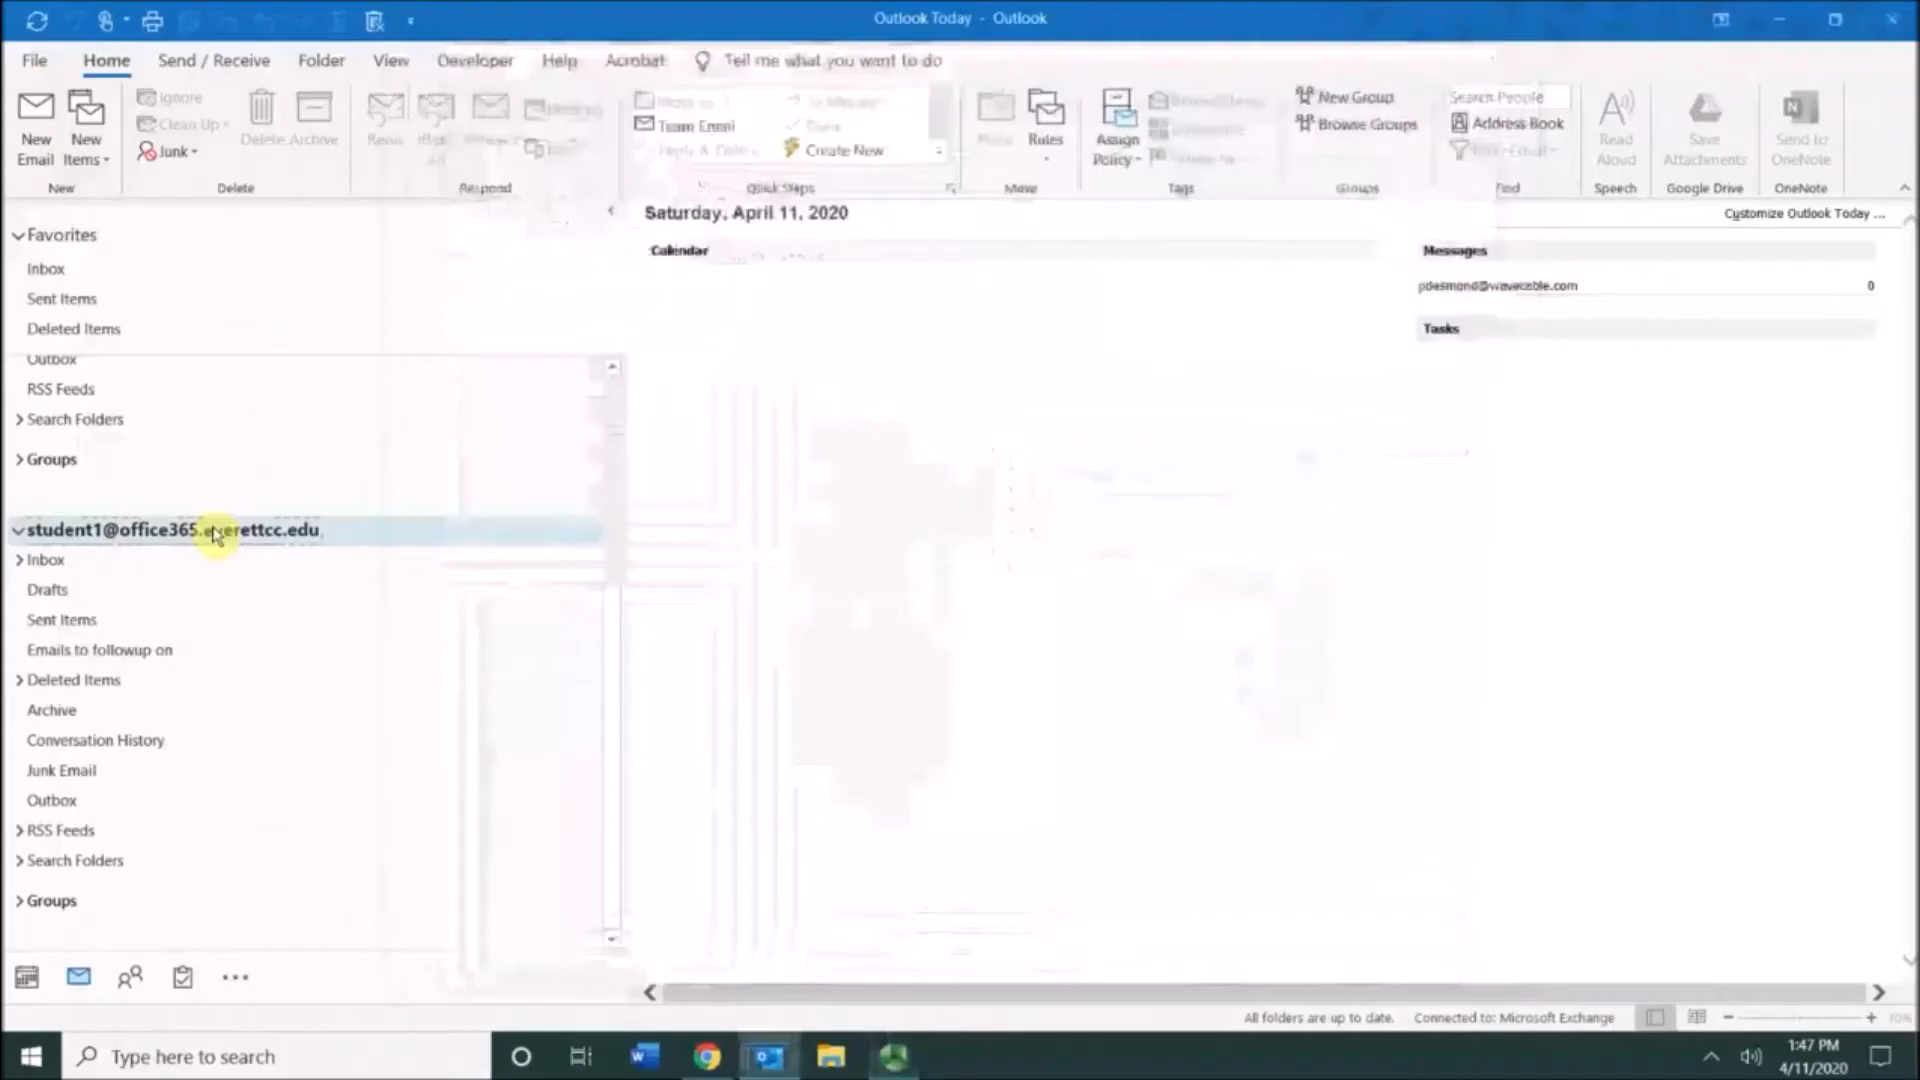 Outlook Today - Outlook
File Home Send / Receive Folder View Developer Help Acrobat Tell me what you want to do
New Email
New Items
Ignore
Clean Up
Junk
Delete Archive
Team Email
Create New
Rules
Assign Policy
New Group
Browse Groups
Search People
Address Book
Read Aloud
Save Attachments
Send to OneNote
New Delete Respond Quick Steps Move Tags Groups Find Speech Google Drive OneNote
Saturday, April 11, 2020
Customize Outlook Today ...
Calendar
Messages
pdesmond@wavecable.com 0
Tasks
Favorites
Inbox
Sent Items
Deleted Items
Outbox
RSS Feeds
Search Folders
Groups
student1@office365.everettcc.edu
Inbox
Drafts
Sent Items
Emails to followup on
Deleted Items
Archive
Conversation History
Junk Email
Outbox
RSS Feeds
Search Folders
Groups
All folders are up to date. Connected to: Microsoft Exchange
Type here to search
1:47 PM
4/11/2020